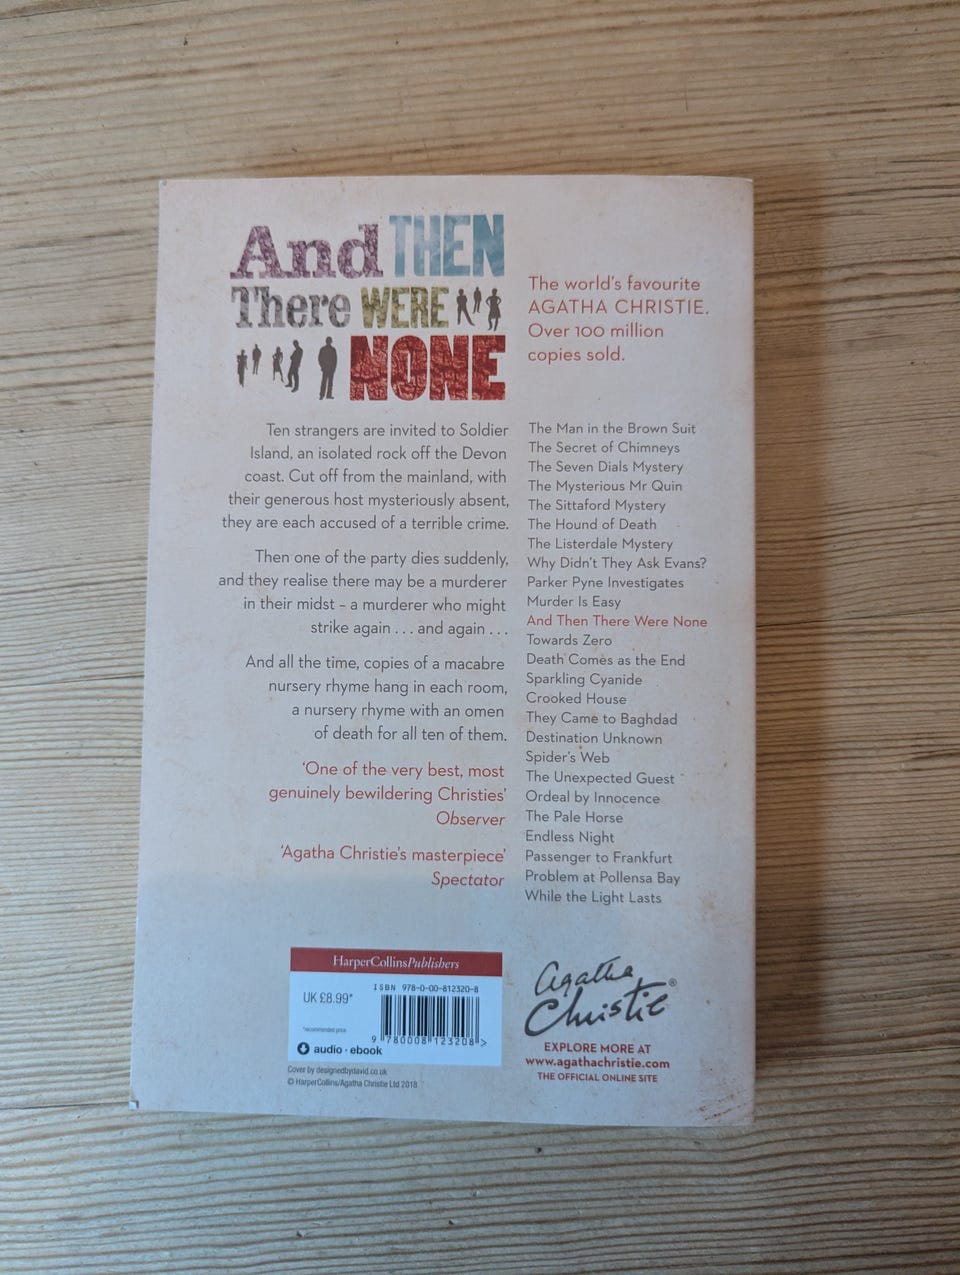 And THEN
There WERE
NONE
Ten strangers are invited to Soldier
Island, an isolated rock off the Devon
coast. Cut off from the mainland, with
their generous host mysteriously absent,
they are each accused of a terrible crime.
Then one of the party dies suddenly,
and they realise there may be a murderer
in their midst – a murderer who might
strike again . . . and again . . .
And all the time, copies of a macabre
nursery rhyme hang in each room,
a nursery rhyme with an omen
of death for all ten of them.
‘One of the very best, most
genuinely bewildering Christies’
Observer
‘Agatha Christie’s masterpiece’
Spectator
The world’s favourite
AGATHA CHRISTIE.
Over 100 million
copies sold.
The Man in the Brown Suit
The Secret of Chimneys
The Seven Dials Mystery
The Mysterious Mr Quin
The Sittaford Mystery
The Hound of Death
The Listerdale Mystery
Why Didn’t They Ask Evans?
Parker Pyne Investigates
Murder Is Easy
And Then There Were None
Towards Zero
Death Comes as the End
Sparkling Cyanide
Crooked House
They Came to Baghdad
Destination Unknown
Spider’s Web
The Unexpected Guest
Ordeal by Innocence
The Pale Horse
Endless Night
Passenger to Frankfurt
Problem at Pollensa Bay
While the Light Lasts
HarperCollinsPublishers
ISBN 978-0-00-812320-8
UK £8.99*
*recommended price
9 780008 123208 >
audio · ebook
Cover by designedbydavid.co.uk
© HarperCollins/Agatha Christie Ltd 2018
Agatha
Christie®
EXPLORE MORE AT
www.agathachristie.com
THE OFFICIAL ONLINE SITE